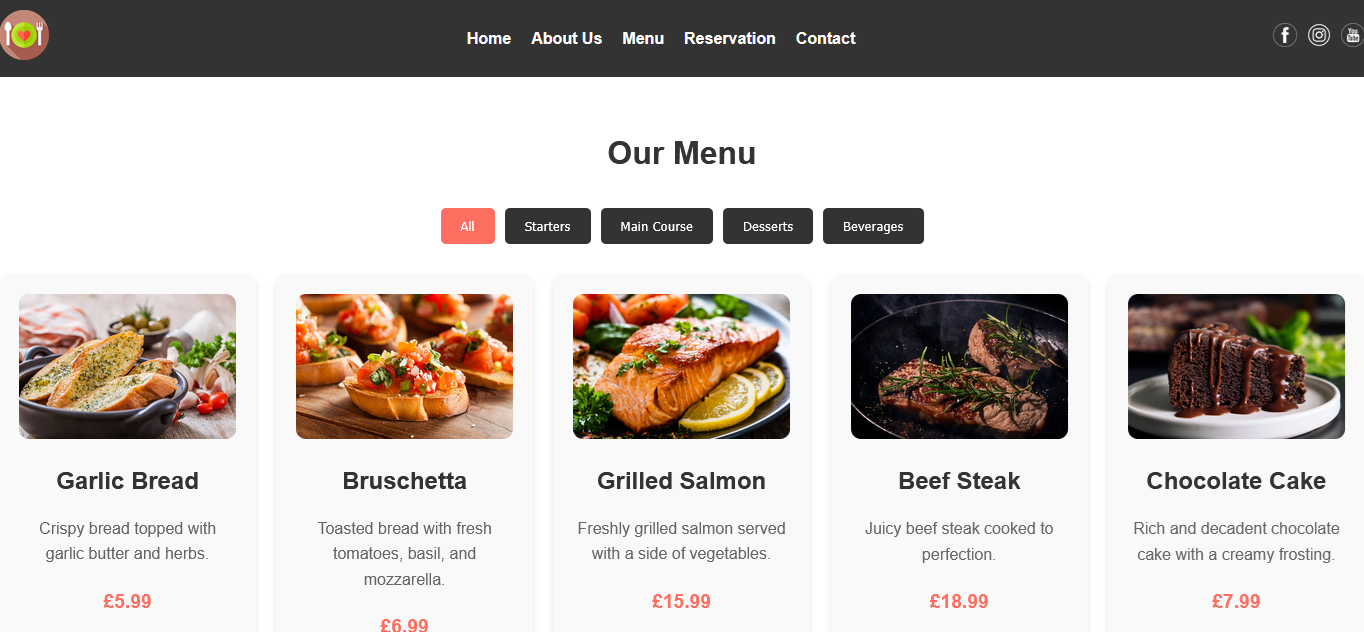 Home About Us Menu Reservation Contact
You
Tube
Our Menu
All Starters Main Course Desserts Beverages
Garlic Bread
Crispy bread topped with
garlic butter and herbs.
£5.99
Bruschetta
Toasted bread with fresh
tomatoes, basil, and
mozzarella.
£6.99
Grilled Salmon
Freshly grilled salmon served
with a side of vegetables.
£15.99
Beef Steak
Juicy beef steak cooked to
perfection.
£18.99
Chocolate Cake
Rich and decadent chocolate
cake with a creamy frosting.
£7.99